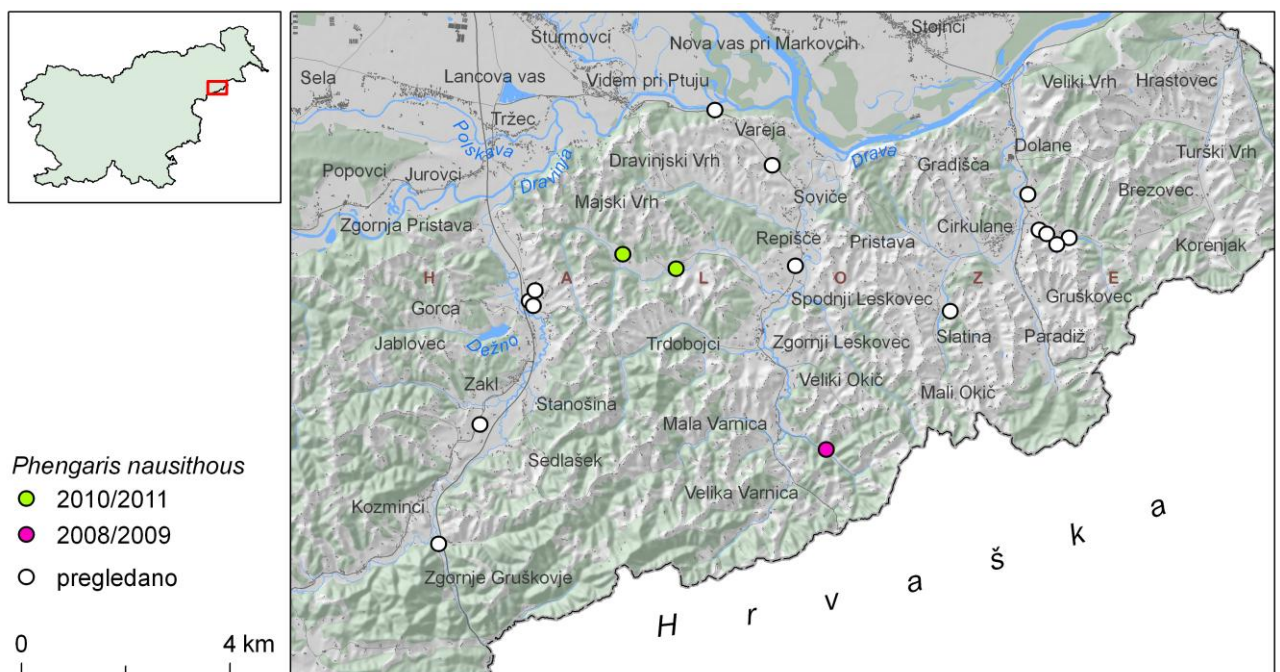 Phengaris nausithous
2010/2011
2008/2009
pregledano
0 4 km
Stojnci
Šturmovci
Nova vas pri Markovcih
Sela
Lancova vas
Videm pri Ptuju
Veliki Vrh
Hrastovec
Tržec
Polskava
Vareja
Dolane
Drava
Turški Vrh
Popovci
Jurovci
Dravinja
Dravinjski Vrh
Gradišča
Brezovec
Majski Vrh
Soviče
Zgornja Pristava
Repišče
Pristava
Cirkulane
Korenjak
H A L O Z E
Gorca
Spodnji Leskovec
Gruškovec
Jablovec
Dežno
Trdobojci
Zgornji Leskovec
Slatina
Paradiž
Zakl
Veliki Okič
Mali Okič
Stanošina
Mala Varnica
Sedlašek
Velika Varnica
Kozminci
Zgornje Gruškovje
H r v a š k a